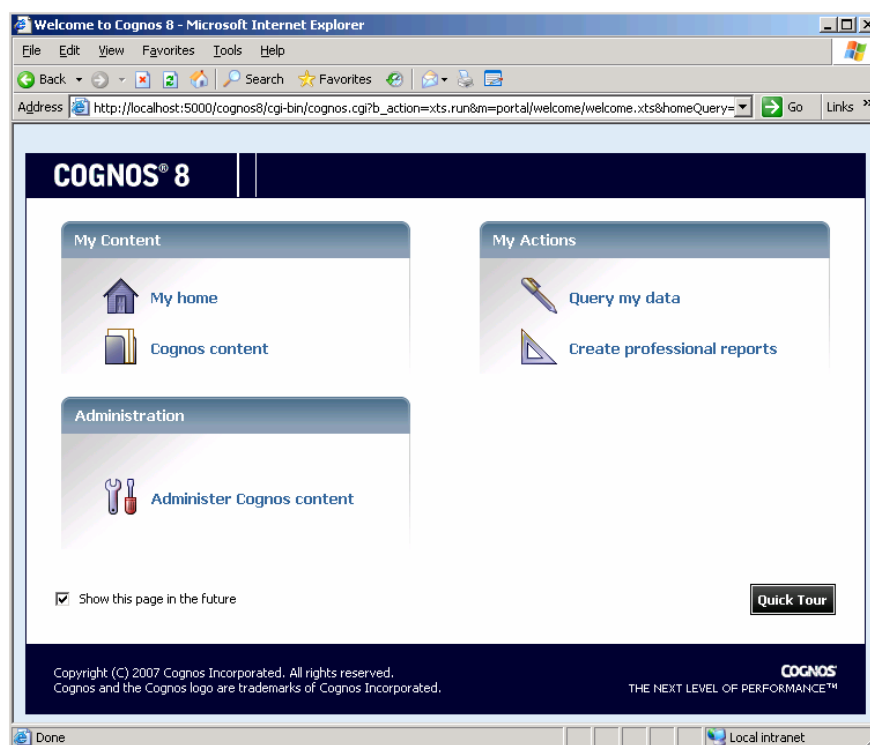 Welcome to Cognos 8 - Microsoft Internet Explorer
File Edit View Favorites Tools Help
Back Search Favorites
Address http://localhost:5000/cognos8/cgi-bin/cognos.cgi?b_action=xts.run&m=portal/welcome/welcome.xts&homeQuery= Go Links »
COGNOS® 8
My Content
My home
Cognos content
My Actions
Query my data
Create professional reports
Administration
Administer Cognos content
Show this page in the future
Quick Tour
Copyright (C) 2007 Cognos Incorporated. All rights reserved.
Cognos and the Cognos logo are trademarks of Cognos Incorporated.
COGNOS
THE NEXT LEVEL OF PERFORMANCE™
Done Local intranet